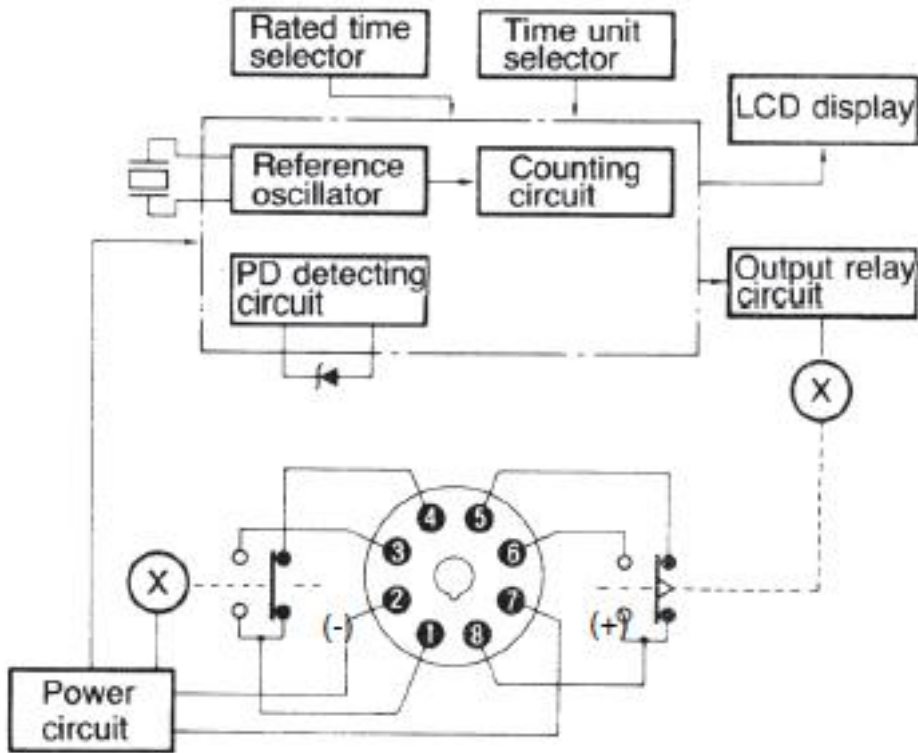 Rated time
selector
Time unit
selector
LCD display
Reference
oscillator
Counting
circuit
PD detecting
circuit
Output relay
circuit
X
4
5
3
6
X
2
7
(-)
(+)
1
8
Power
circuit